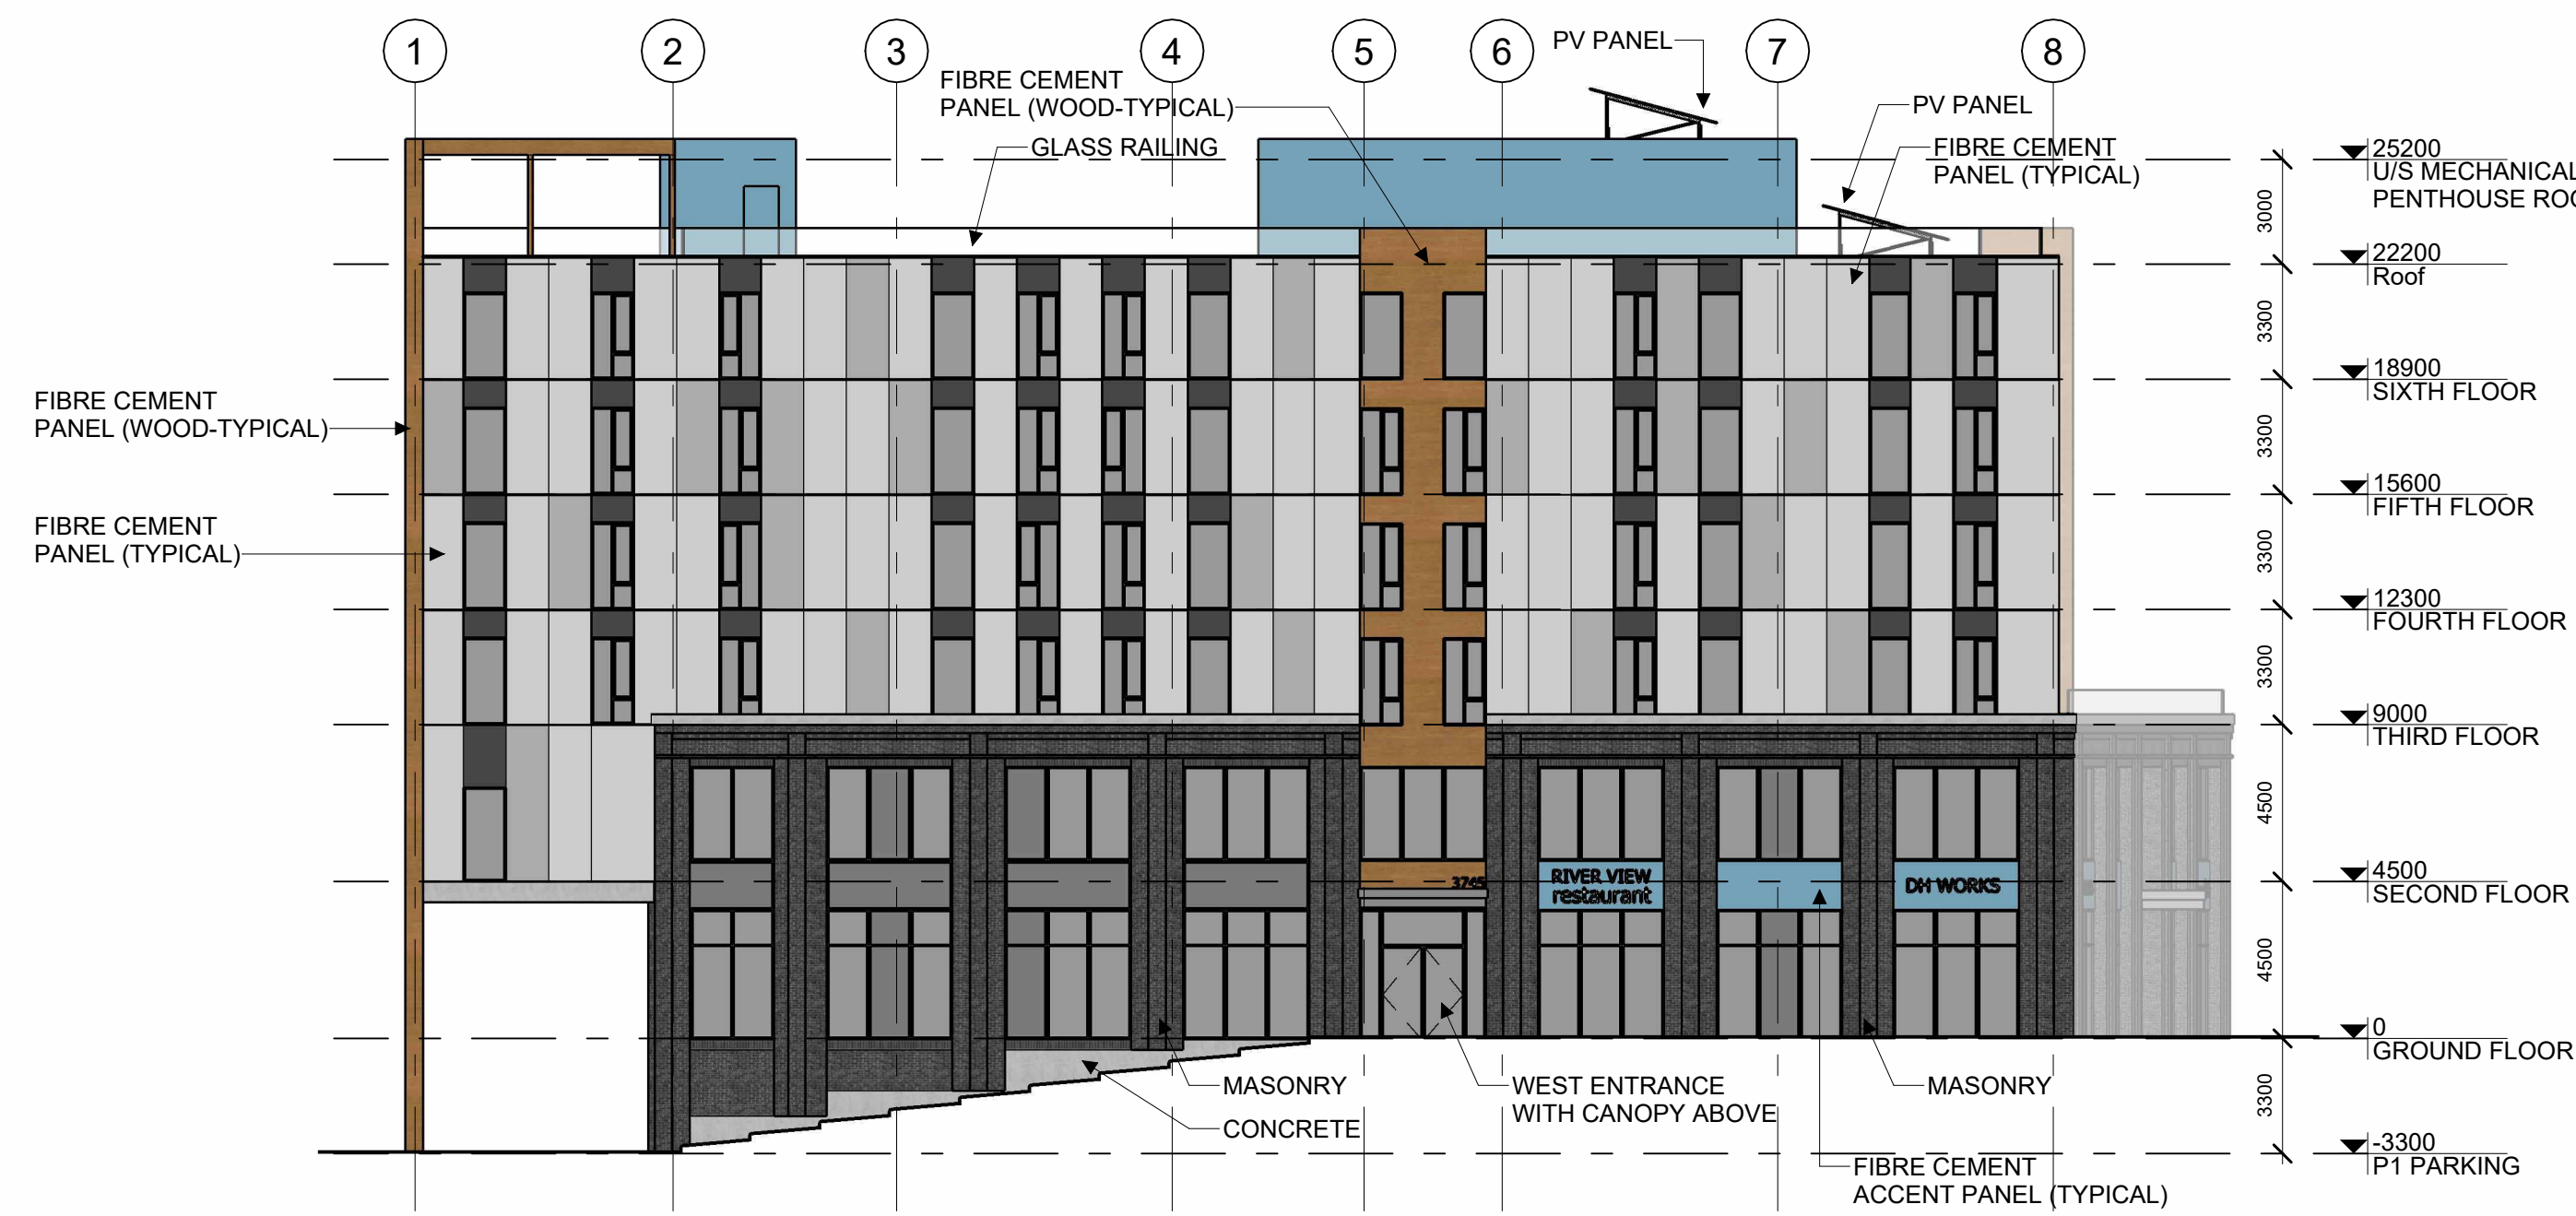 1
2
3
4
5
6
7
8
PV PANEL
FIBRE CEMENT
PANEL (WOOD-TYPICAL)
GLASS RAILING
PV PANEL
FIBRE CEMENT
PANEL (TYPICAL)
25200
U/S MECHANICAL
3000
22200
Roof
3300
18900
SIXTH FLOOR
FIBRE CEMENT
PANEL (WOOD-TYPICAL)
3300
15600
FIFTH FLOOR
FIBRE CEMENT
PANEL (TYPICAL)
3300
12300
FOURTH FLOOR
3300
9000
THIRD FLOOR
4500
4500
SECOND FLOOR
3745
RIVER VIEW
restaurant
DH WORKS
4500
0
GROUND FLOOR
MASONRY
CONCRETE
WEST ENTRANCE
WITH CANOPY ABOVE
MASONRY
3300
-3300
P1 PARKING
FIBRE CEMENT
ACCENT PANEL (TYPICAL)
PENTHOUSE